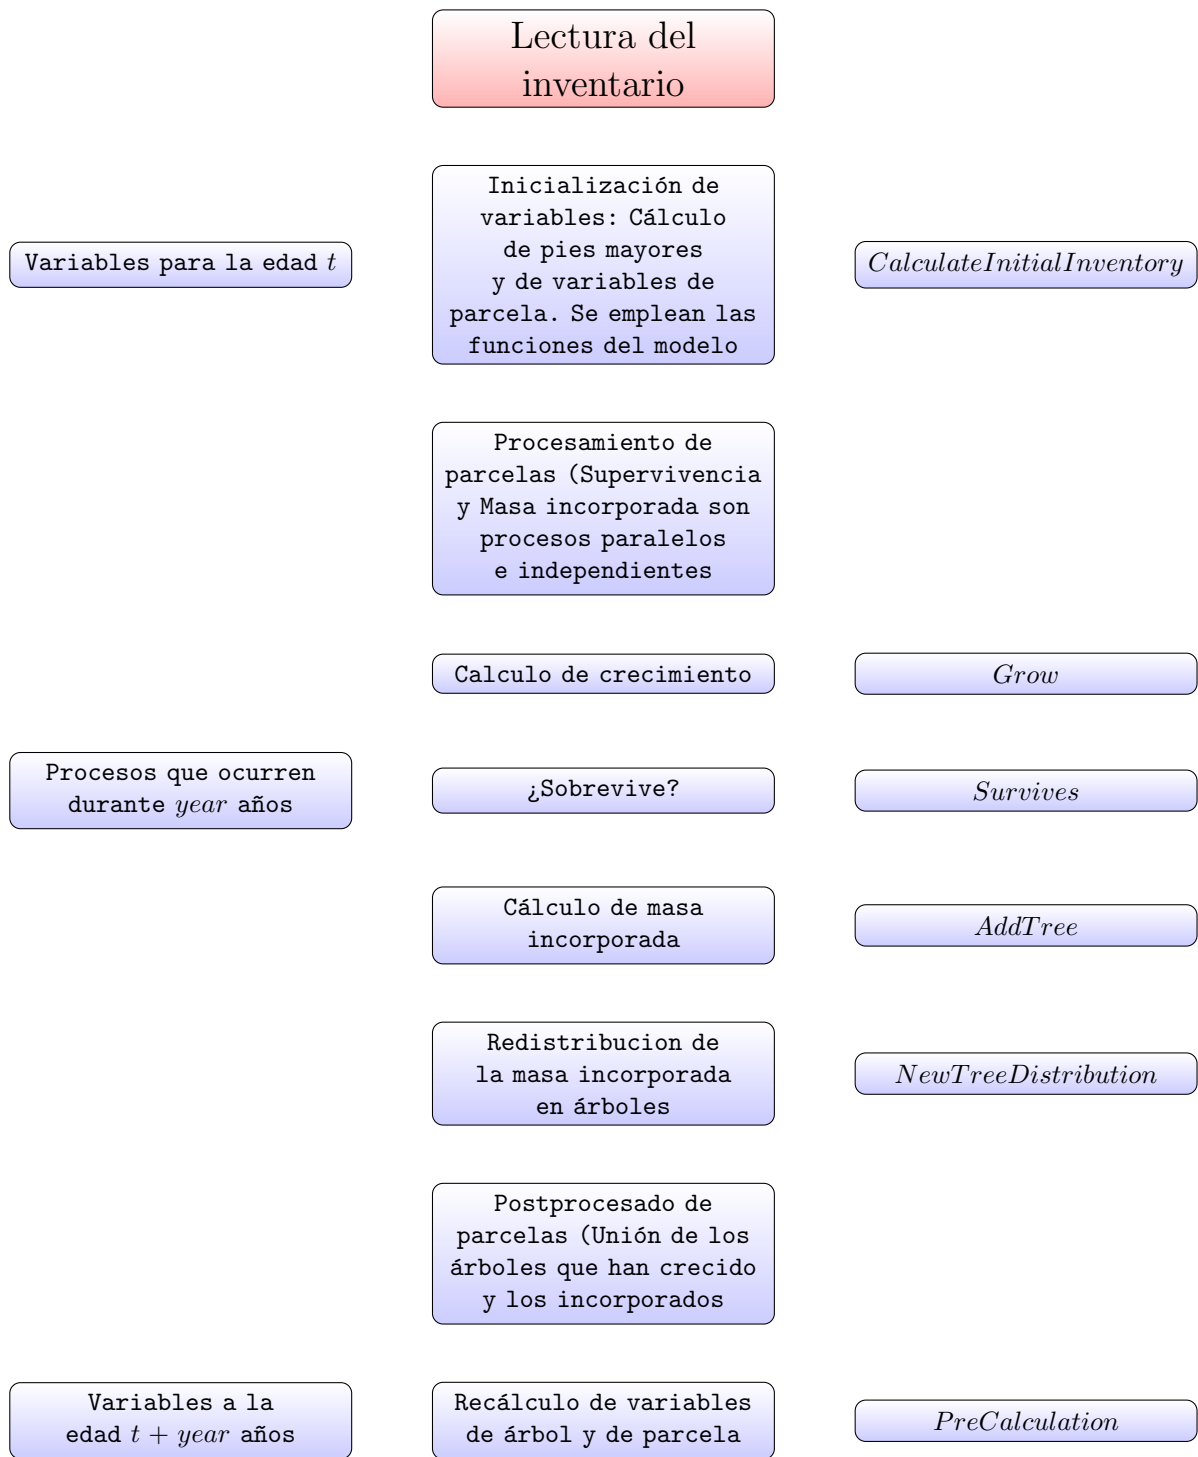 Lectura del
inventario
Inicialización de
variables: Cálculo
de pies mayores
y de variables de
parcela. Se emplean las
funciones del modelo
Variables para la edad t
CalculateInitialInventory
Procesamiento de
parcelas (Supervivencia
y Masa incorporada son
procesos paralelos
e independientes
Calculo de crecimiento
Grow
Procesos que ocurren
durante year años
¿Sobrevive?
Survives
Cálculo de masa
incorporada
AddTree
Redistribucion de
la masa incorporada
en árboles
NewTreeDistribution
Postprocesado de
parcelas (Unión de los
árboles que han crecido
y los incorporados
Variables a la
edad t + year años
Recálculo de variables
de árbol y de parcela
PreCalculation